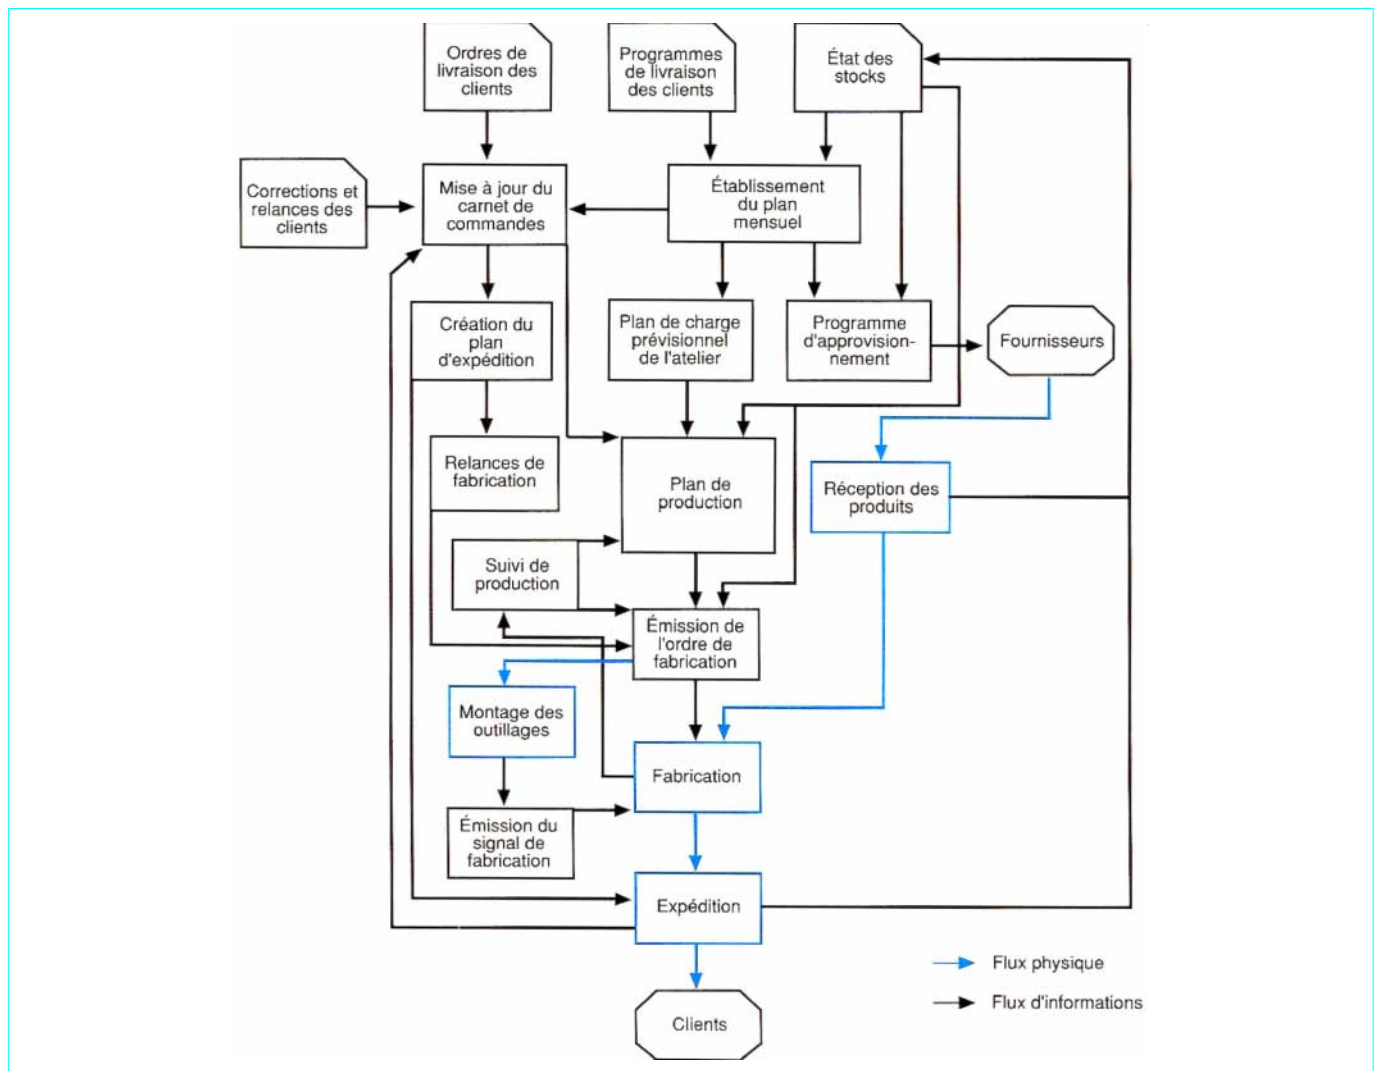 Ordres de
livraison des
clients
Programmes
de livraison
des clients
État des
stocks
Corrections et
relances des
clients
Mise à jour du
carnet de
commandes
Établissement
du plan
mensuel
Création du
plan
d'expédition
Plan de charge
prévisionnel
de l'atelier
Programme
d'approvision-
nement
Fournisseurs
Relances de
fabrication
Plan de
production
Réception des
produits
Suivi de
production
Émission de
l'ordre de
fabrication
Montage des
outillages
Fabrication
Émission du
signal de
fabrication
Expédition
Flux physique
Flux d'informations
Clients